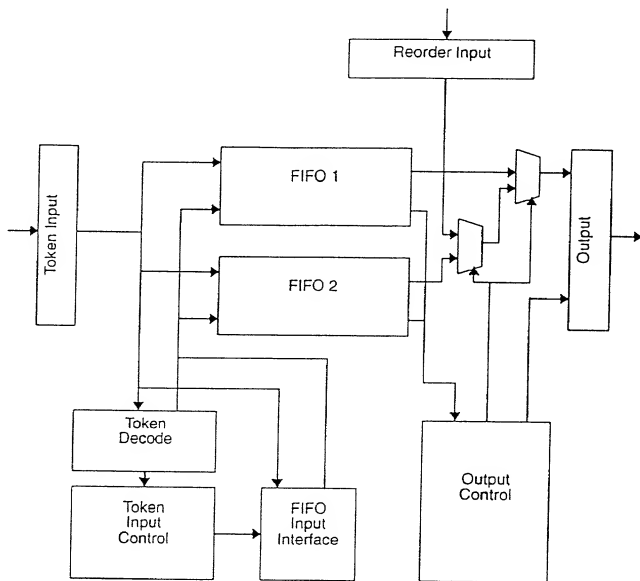 Reorder Input
Token Input
FIFO 1
FIFO 2
Output
Token
Decode
Token
Input
Control
FIFO
Input
Interface
Output
Control